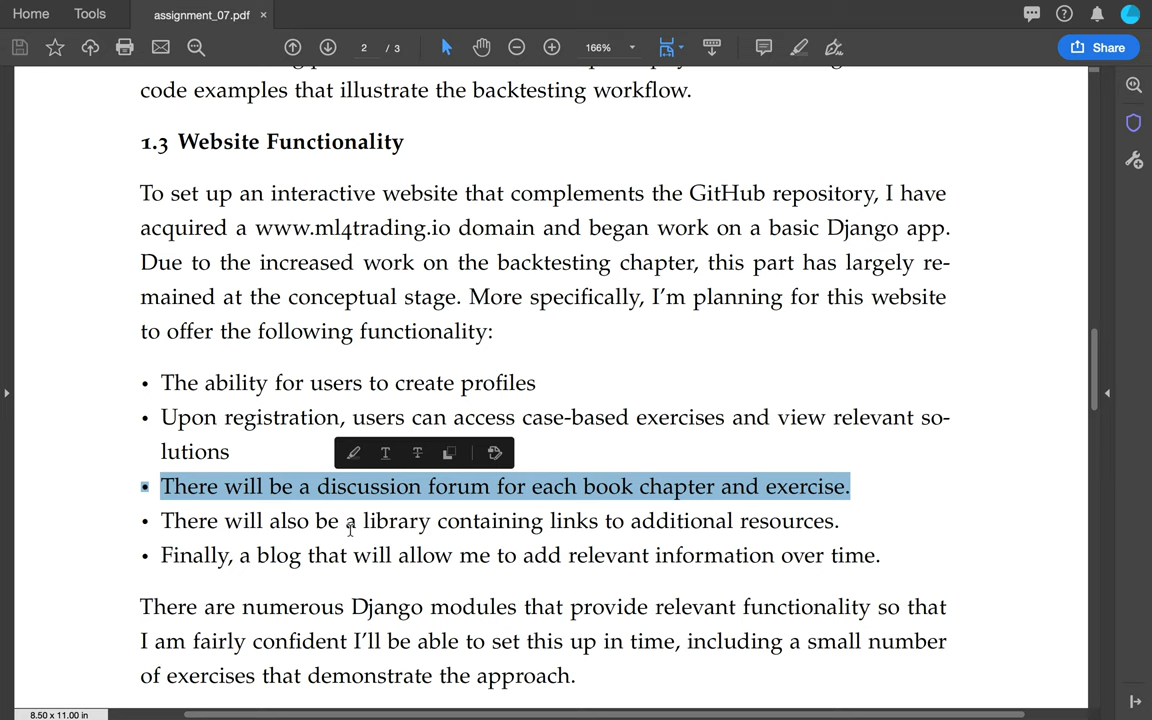 Home Tools assignment_07.pdf ×
2 / 3 166% Share
code examples that illustrate the backtesting workflow.
1.3 Website Functionality
To set up an interactive website that complements the GitHub repository, I have
acquired a www.ml4trading.io domain and began work on a basic Django app.
Due to the increased work on the backtesting chapter, this part has largely re-
mained at the conceptual stage. More specifically, I'm planning for this website
to offer the following functionality:
• The ability for users to create profiles
• Upon registration, users can access case-based exercises and view relevant so-
lutions
• There will be a discussion forum for each book chapter and exercise.
• There will also be a library containing links to additional resources.
• Finally, a blog that will allow me to add relevant information over time.
There are numerous Django modules that provide relevant functionality so that
I am fairly confident I'll be able to set this up in time, including a small number
of exercises that demonstrate the approach.
8.50 x 11.00 in